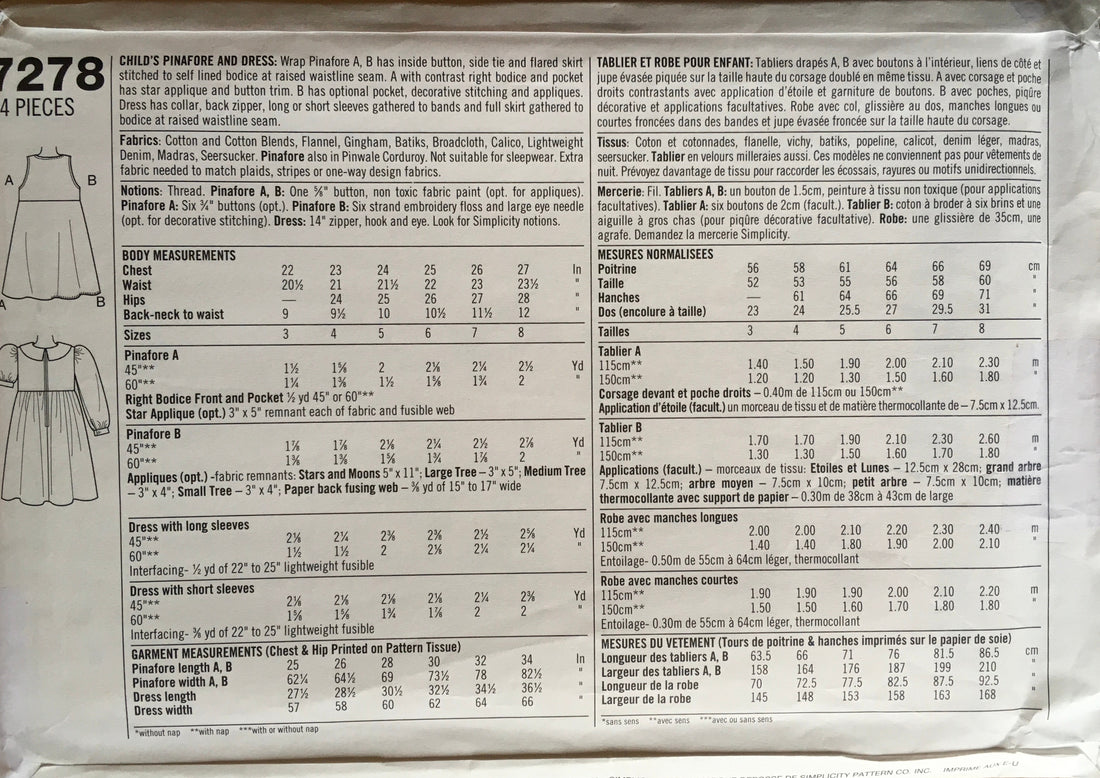 7278
4 PIECES
A
B
A
B
CHILD'S PINAFORE AND DRESS: Wrap Pinafore A, B has inside button, side tie and flared skirt
stitched to self lined bodice at raised waistline seam. A with contrast right bodice and pocket
has star applique and button trim. B has optional pocket, decorative stitching and appliques.
Dress has collar, back zipper, long or short sleeves gathered to bands and full skirt gathered to
bodice at raised waistline seam.
Fabrics: Cotton and Cotton Blends, Flannel, Gingham, Batiks, Broadcloth, Calico, Lightweight
Denim, Madras, Seersucker. Pinafore also in Pinwale Corduroy. Not suitable for sleepwear. Extra
fabric needed to match plaids, stripes or one-way design fabrics.
Notions: Thread. Pinafore A, B: One ⅝" button, non toxic fabric paint (opt. for appliques).
Pinafore A: Six ¾" buttons (opt.). Pinafore B: Six strand embroidery floss and large eye needle
(opt. for decorative stitching). Dress: 14" zipper, hook and eye. Look for Simplicity notions.
BODY MEASUREMENTS
Chest 22 23 24 25 26 27 In
Waist 20½ 21 21½ 22 23 23½ "
Hips — 24 25 26 27 28 "
Back-neck to waist 9 9½ 10 10½ 11½ 12 "
Sizes 3 4 5 6 7 8
Pinafore A
45"** 1½ 1⅝ 2 2⅛ 2¼ 2½ Yd
60"** 1¼ 1⅜ 1½ 1⅝ 1¾ 2 "
Right Bodice Front and Pocket ½ yd 45" or 60"**
Star Applique (opt.) 3" x 5" remnant each of fabric and fusible web
Pinafore B
45"** 1⅞ 1⅞ 2⅛ 2¼ 2½ 2⅞ Yd
60"** 1⅜ 1⅜ 1⅝ 1⅞ 1⅞ 2 "
Appliques (opt.) -fabric remnants: Stars and Moons 5" x 11"; Large Tree – 3" x 5"; Medium Tree
– 3" x 4"; Small Tree – 3" x 4"; Paper back fusing web – ⅜ yd of 15" to 17" wide
Dress with long sleeves
45"** 2⅛ 2¼ 2⅜ 2⅜ 2½ 2⅝ Yd
60"** 1½ 1½ 2 2⅛ 2¼ 2¼ "
Interfacing- ½ yd of 22" to 25" lightweight fusible
Dress with short sleeves
45"** 2⅛ 2⅛ 2⅛ 2⅛ 2¼ 2⅜ Yd
60"** 1⅝ 1⅝ 1¾ 1⅞ 2 2 "
Interfacing- ⅜ yd of 22" to 25" lightweight fusible
GARMENT MEASUREMENTS (Chest & Hip Printed on Pattern Tissue)
Pinafore length A, B 25 26 28 30 32 34 In
Pinafore width A, B 62¼ 64½ 69 73½ 78 82½ "
Dress length 27½ 28½ 30½ 32½ 34½ 36½ "
Dress width 57 58 60 62 64 66
*without nap **with nap ***with or without nap
TABLIER ET ROBE POUR ENFANT: Tabliers drapés A, B avec boutons à l'intérieur, liens de côté et
jupe évasée piquée sur la taille haute du corsage doublé en même tissu. A avec corsage et poche
droits contrastants avec application d'étoile et garniture de boutons. B avec poches, piqûre
décorative et applications facultatives. Robe avec col, glissière au dos, manches longues ou
courtes froncées dans des bandes et jupe évasée froncée sur la taille haute du corsage.
Tissus: Coton et cotonnades, flanelle, vichy, batiks, popeline, calicot, denim léger, madras,
seersucker. Tablier en velours milleraies aussi. Ces modèles ne conviennent pas pour vêtements de
nuit. Prévoyez davantage de tissu pour raccorder les écossais, rayures ou motifs unidirectionnels.
Mercerie: Fil. Tabliers A, B: un bouton de 1.5cm, peinture à tissu non toxique (pour applications
facultatives). Tablier A: six boutons de 2cm (facult.). Tablier B: coton à broder à six brins et une
aiguille à gros chas (pour piqûre décorative facultative). Robe: une glissière de 35cm, une
agrafe. Demandez la mercerie Simplicity.
MESURES NORMALISEES
Poitrine 56 58 61 64 66 69 cm
Taille 52 53 55 56 58 60 "
Hanches — 61 64 66 69 71 "
Dos (encolure à taille) 23 24 25.5 27 29.5 31 "
Tailles 3 4 5 6 7 8
Tablier A
115cm** 1.40 1.50 1.90 2.00 2.10 2.30 m
150cm** 1.20 1.20 1.30 1.50 1.60 1.80 "
Corsage devant et poche droits – 0.40m de 115cm ou 150cm**
Application d'étoile (facult.) un morceau de tissu et de matière thermocollante de – 7.5cm x 12.5cm.
Tablier B
115cm** 1.70 1.70 1.90 2.10 2.30 2.60 m
150cm** 1.30 1.30 1.50 1.60 1.70 1.80 "
Applications (facult.) – morceaux de tissu: Etoiles et Lunes – 12.5cm x 28cm; grand arbre
7.5cm x 12.5cm; arbre moyen – 7.5cm x 10cm; petit arbre – 7.5cm x 10cm; matière
thermocollante avec support de papier – 0.30m de 38cm à 43cm de large
Robe avec manches longues
115cm** 2.00 2.00 2.10 2.20 2.30 2.40 m
150cm** 1.40 1.40 1.80 1.90 2.00 2.10 "
Entoilage- 0.50m de 55cm à 64cm léger, thermocollant
Robe avec manches courtes
115cm** 1.90 1.90 1.90 2.00 2.10 2.20 m
150cm** 1.50 1.50 1.60 1.70 1.80 1.80 "
Entoilage- 0.30m de 55cm à 64cm léger, thermocollant
MESURES DU VETEMENT (Tours de poitrine & hanches imprimés sur le papier de soie)
Longueur des tabliers A, B 63.5 66 71 76 81.5 86.5 cm
Largeur des tabliers A, B 158 164 176 187 199 210 "
Longueur de la robe 70 72.5 77.5 82.5 87.5 92.5 "
Largeur de la robe 145 148 153 158 163 168
*sans sens **avec sens ***avec ou sans sens
DE SIMPLICITY PATTERN CO. INC. IMPRIME AUX E-U